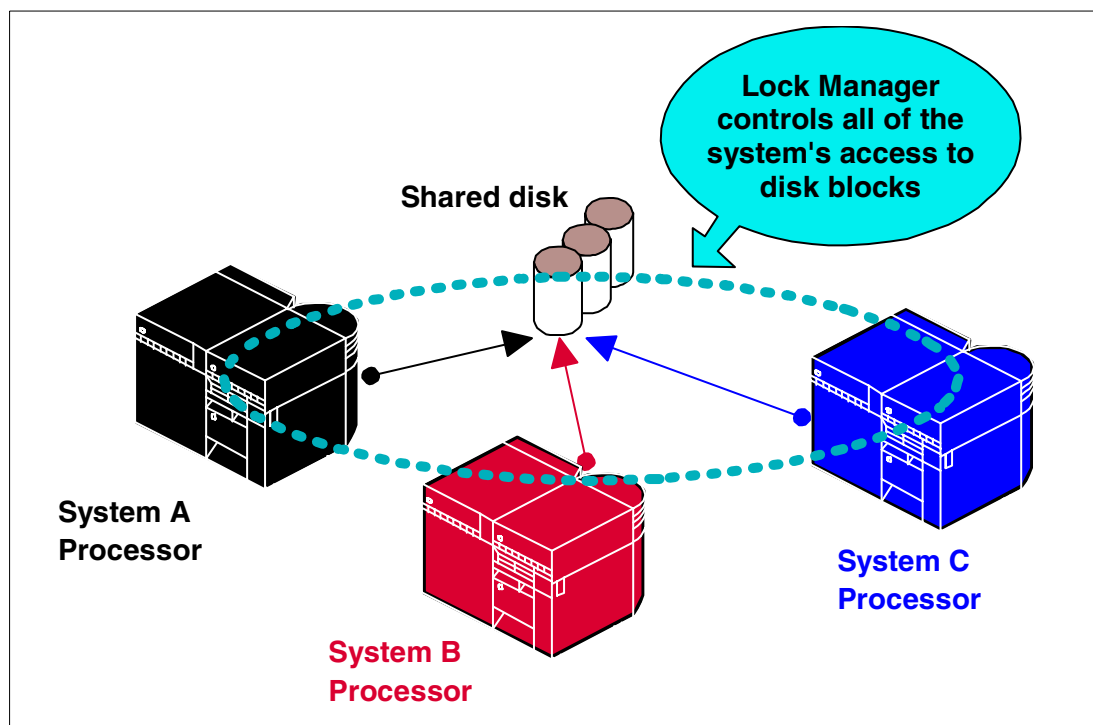 Lock Manager
controls all of the
system's access to
disk blocks
Shared disk
System A
Processor
System B
Processor
System C
Processor